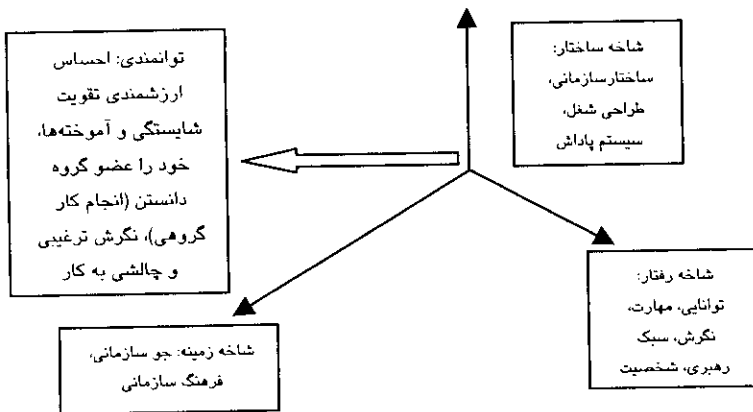 شاخه ساختار:
ساختارسازمانی،
طراحی شغل،
سیستم پاداش
توانمندی: احساس
ارزشمندی تقویت
شایستگی و آموخته‌ها،
خود را عضو گروه
دانستن (انجام کار
گروهی)، نگرش ترغیبی
و چالشی به کار
شاخه رفتار:
توانایی، مهارت،
نگرش، سبک
رهبری، شخصیت
شاخه زمینه: جو سازمانی،
فرهنگ سازمانی